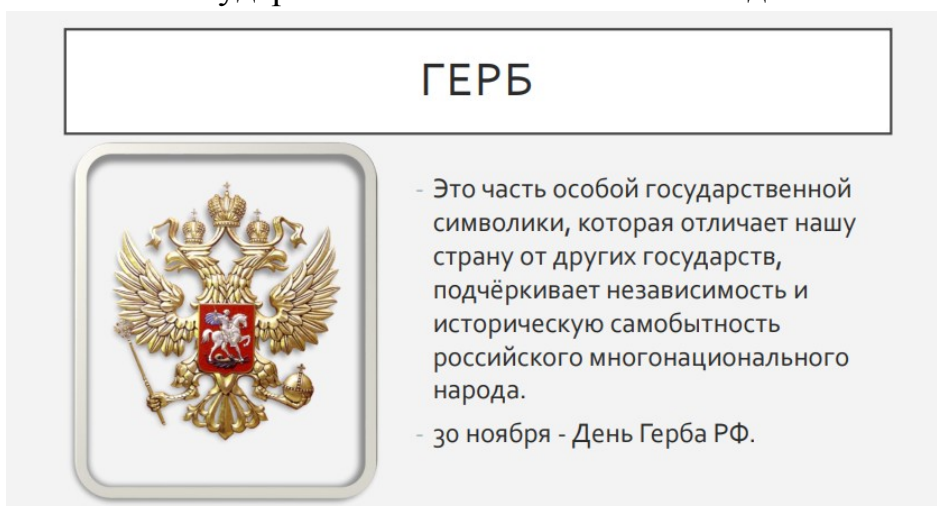 ГЕРБ
- Это часть особой государственной
символики, которая отличает нашу
страну от других государств,
подчёркивает независимость и
историческую самобытность
российского многонационального
народа.
- 30 ноября - День Герба РФ.